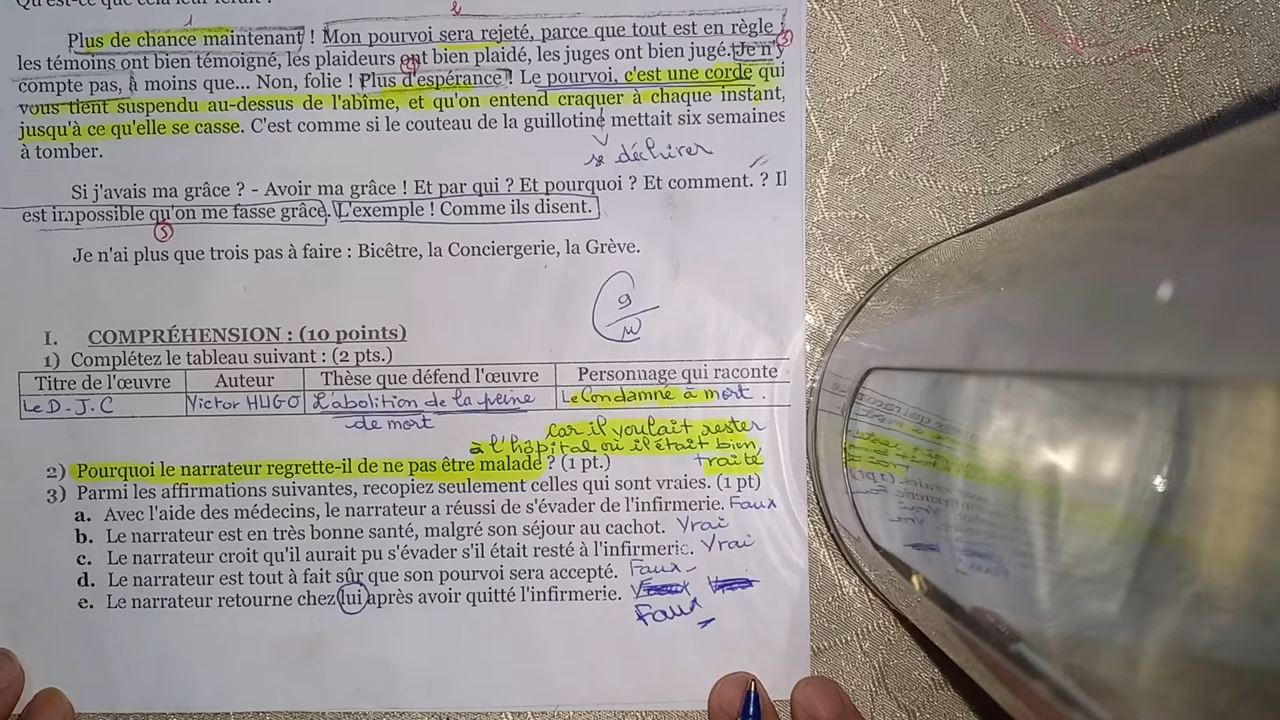 Qu'est-ce que cela leur ferait !
1 2
Plus de chance maintenant ! Mon pourvoi sera rejeté, parce que tout est en règle ;
les témoins ont bien témoigné, les plaideurs ont bien plaidé, les juges ont bien jugé. Je n'y 3
compte pas, à moins que... Non, folie ! Plus d'espérance ! Le pourvoi, c'est une corde qui
vous tient suspendu au-dessus de l'abîme, et qu'on entend craquer à chaque instant,
jusqu'à ce qu'elle se casse. C'est comme si le couteau de la guillotine mettait six semaines
à tomber.
se déchirer
Si j'avais ma grâce ? - Avoir ma grâce ! Et par qui ? Et pourquoi ? Et comment. ? Il
est impossible qu'on me fasse grâce. L'exemple ! Comme ils disent.
5
Je n'ai plus que trois pas à faire : Bicêtre, la Conciergerie, la Grève.
I. COMPRÉHENSION : (10 points)
1) Complétez le tableau suivant : (2 pts.)
Titre de l'œuvre Auteur Thèse que défend l'œuvre Personnage qui raconte
Le D-J.C Victor HUGO L'abolition de la peine Le Condamné à mort.
de mort
car il voulait rester
à l'hôpital où il était bien
traité
2) Pourquoi le narrateur regrette-il de ne pas être malade ? (1 pt.)
3) Parmi les affirmations suivantes, recopiez seulement celles qui sont vraies. (1 pt)
a. Avec l'aide des médecins, le narrateur a réussi de s'évader de l'infirmerie. Faux
b. Le narrateur est en très bonne santé, malgré son séjour au cachot. Vrai
c. Le narrateur croit qu'il aurait pu s'évader s'il était resté à l'infirmerie. Vrai
d. Le narrateur est tout à fait sûr que son pourvoi sera accepté. Faux -
e. Le narrateur retourne chez lui après avoir quitté l'infirmerie.
Faux